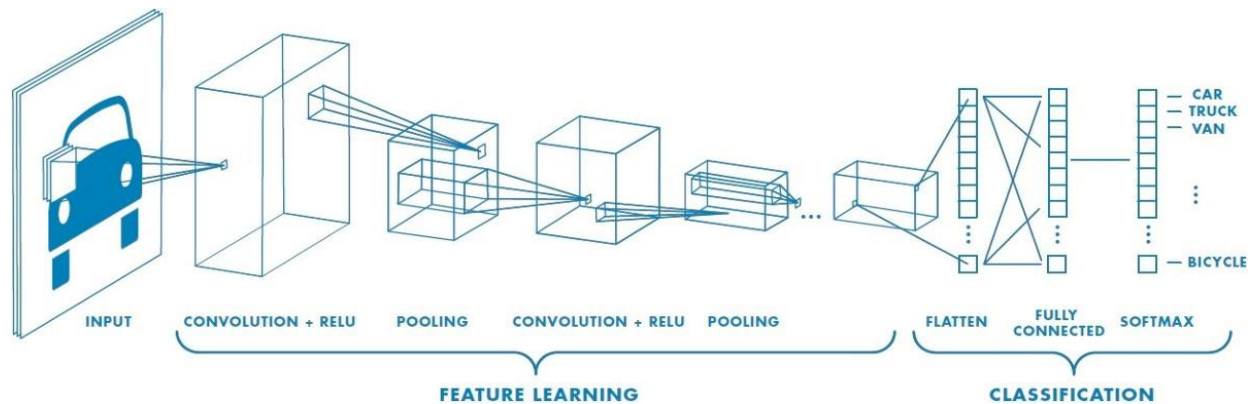 CAR
TRUCK
VAN
BICYCLE
INPUT
CONVOLUTION + RELU
POOLING
CONVOLUTION + RELU
POOLING
FLATTEN
FULLY
CONNECTED
SOFTMAX
FEATURE LEARNING
CLASSIFICATION